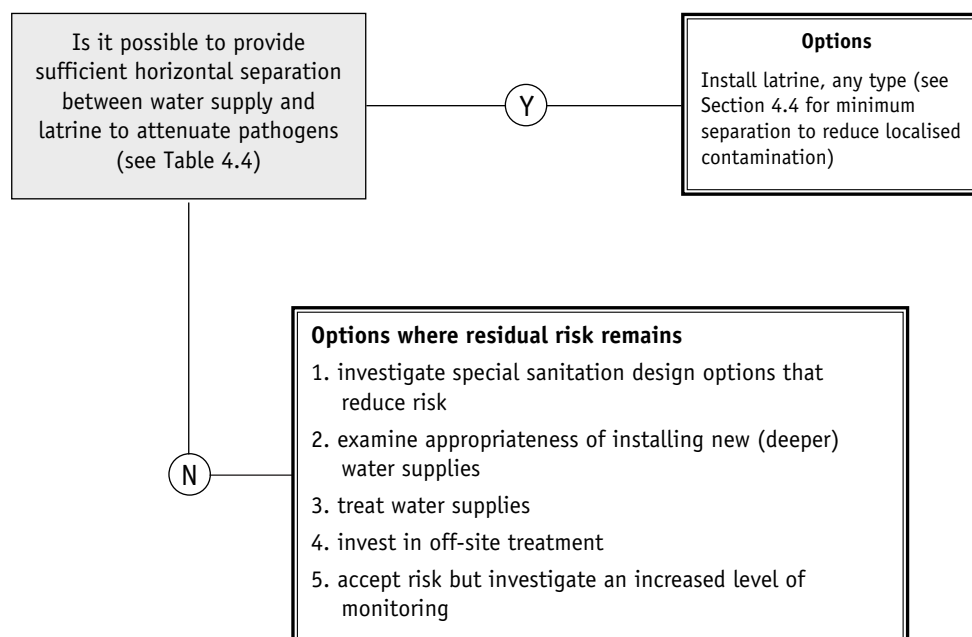 Is it possible to provide
sufficient horizontal separation
between water supply and
latrine to attenuate pathogens
(see Table 4.4)
Y
Options
Install latrine, any type (see
Section 4.4 for minimum
separation to reduce localised
contamination)
N
Options where residual risk remains
1. investigate special sanitation design options that
reduce risk
2. examine appropriateness of installing new (deeper)
water supplies
3. treat water supplies
4. invest in off-site treatment
5. accept risk but investigate an increased level of
monitoring